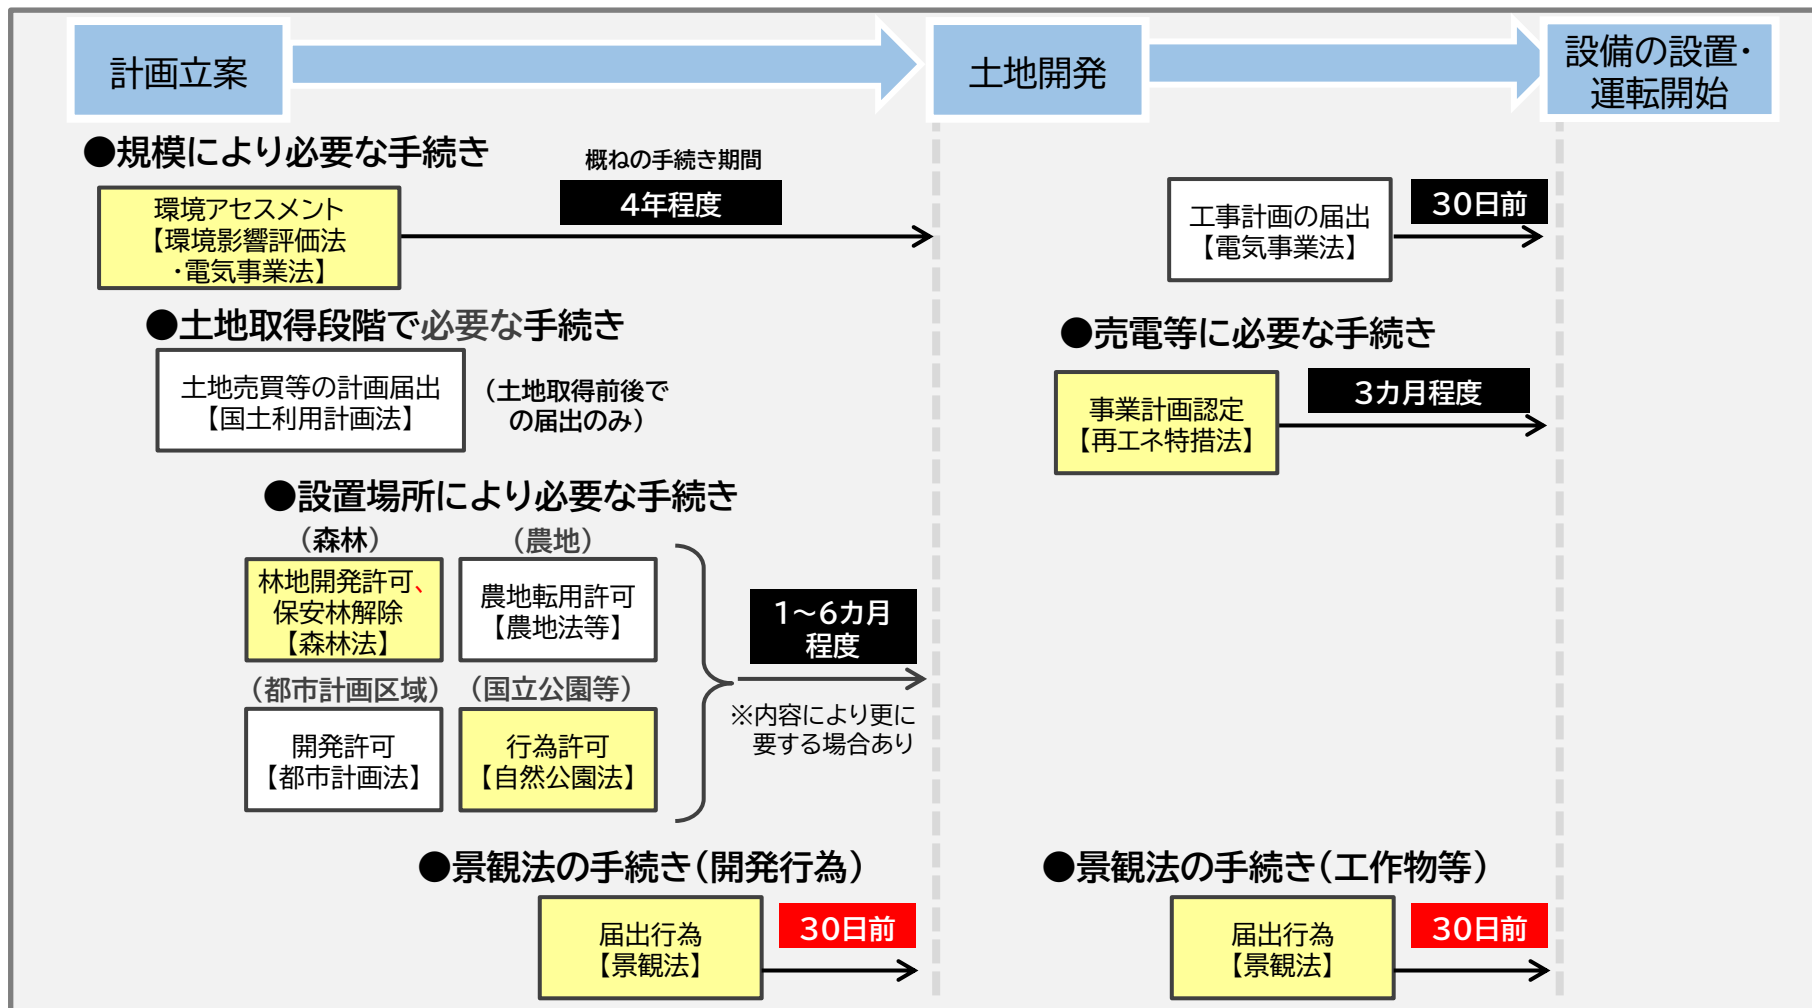 計画立案
土地開発
設備の設置・
運転開始
●規模により必要な手続き
概ねの手続き期間
4年程度
環境アセスメント
【環境影響評価法
・電気事業法】
工事計画の届出
【電気事業法】
30日前
●土地取得段階で必要な手続き
土地売買等の計画届出
【国土利用計画法】
（土地取得前後で
の届出のみ）
●売電等に必要な手続き
事業計画認定
【再エネ特措法】
3カ月程度
●設置場所により必要な手続き
（森林）
林地開発許可、
保安林解除
【森林法】
（農地）
農地転用許可
【農地法等】
（都市計画区域）
開発許可
【都市計画法】
（国立公園等）
行為許可
【自然公園法】
1～6カ月
程度
※内容により更に
要する場合あり
●景観法の手続き（開発行為）
届出行為
【景観法】
30日前
●景観法の手続き（工作物等）
届出行為
【景観法】
30日前